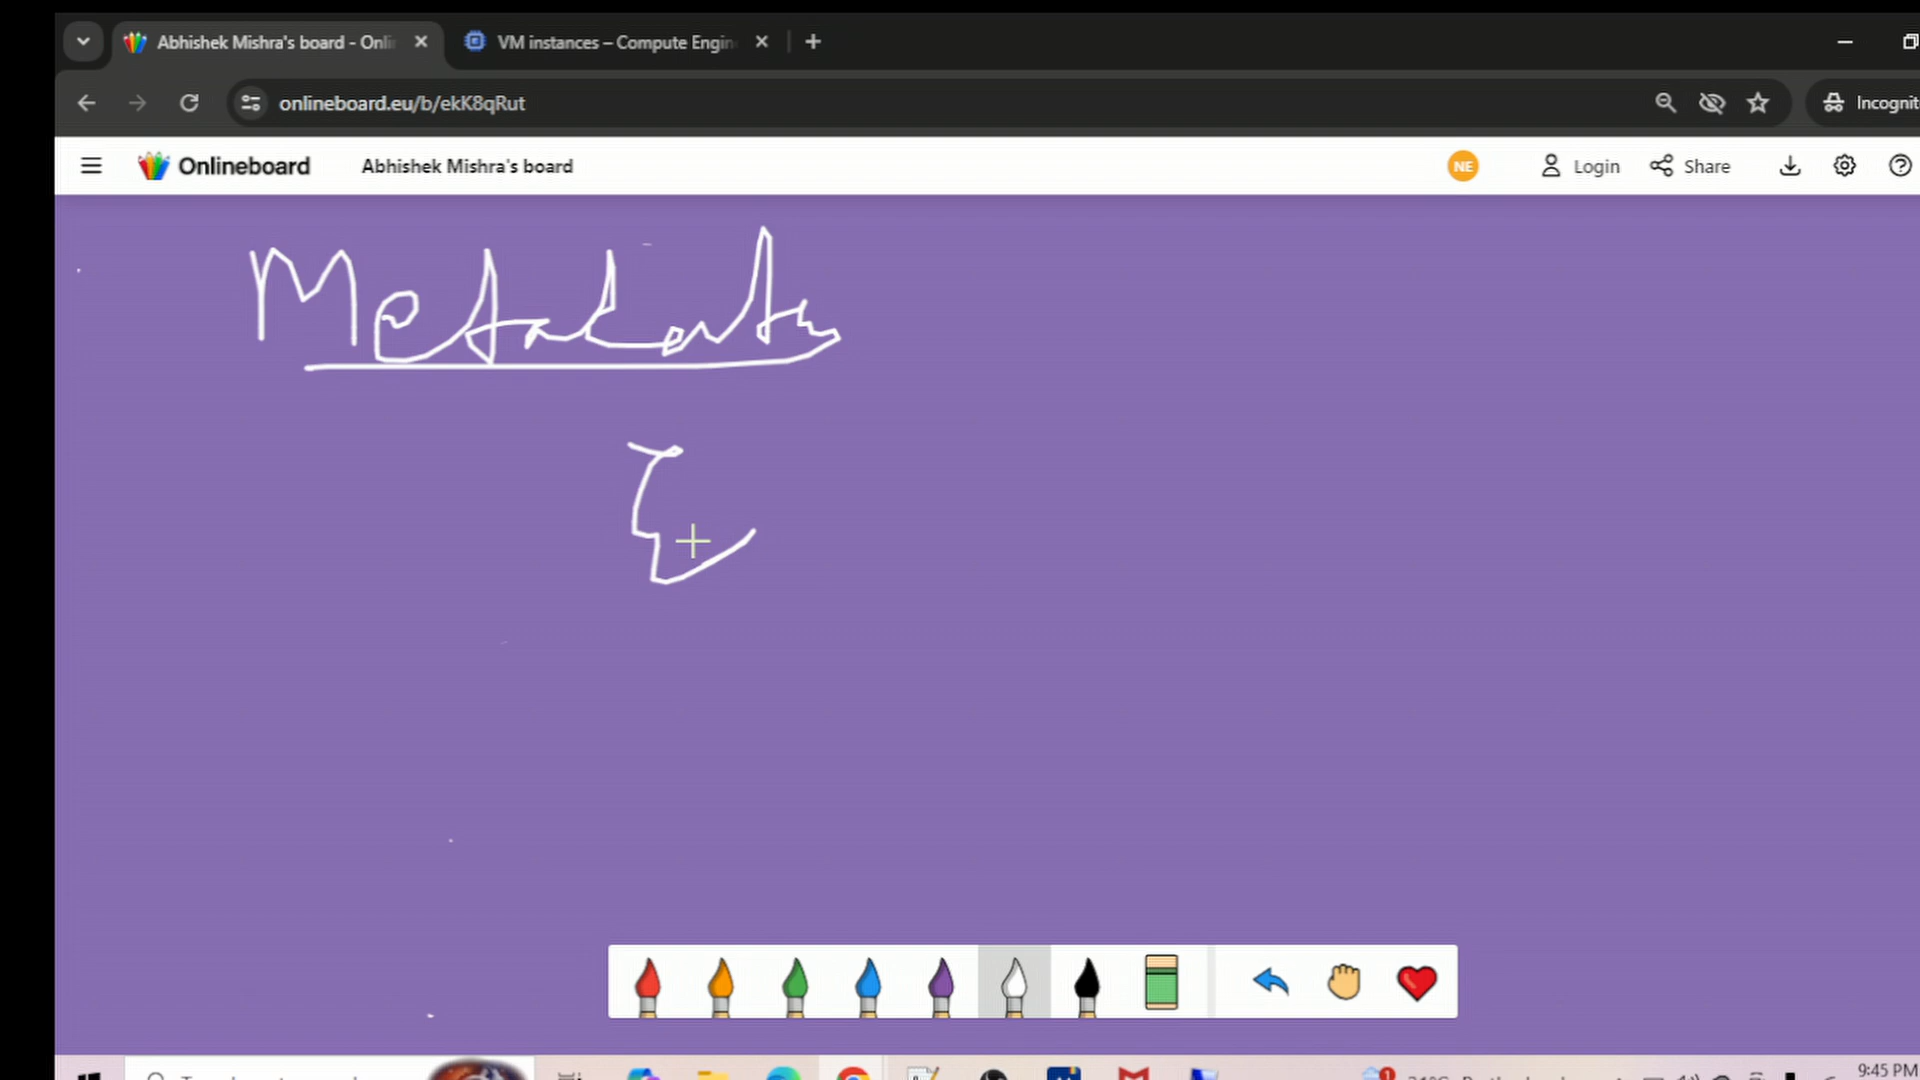 Abhishek Mishra's board - Onli
VM instances – Compute Engin
onlineboard.eu/b/ekK8qRut
Incognit
Onlineboard
Abhishek Mishra's board
NE
Login
Share
1
9:45 PM